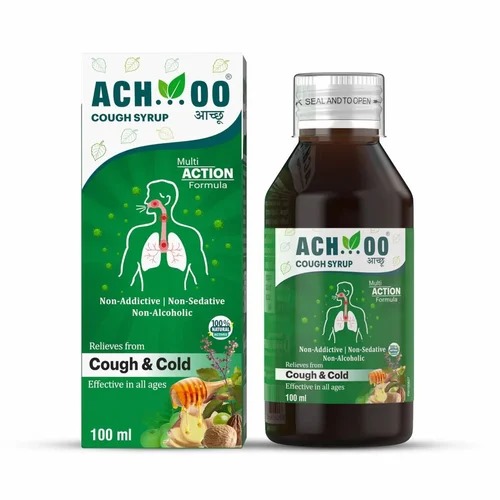 ACH...OO®
COUGH SYRUP आच्छू
Multi
ACTION
Formula
Non-Addictive | Non-Sedative
Non-Alcoholic
100%
NATURAL
Relieves from
Cough & Cold
Effective in all ages
100 ml
SEAL AND TO OPEN
ACH...OO®
COUGH SYRUP आच्छू
Multi
ACTION
Formula
Non-Addictive | Non-Sedative
Non-Alcoholic
Relieves from
Cough & Cold
Effective in all ages
100 ml